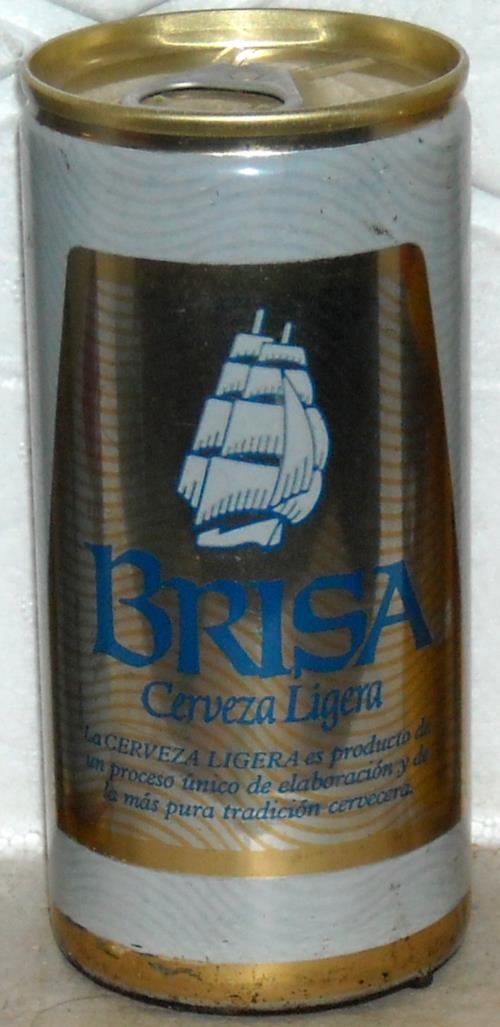 BRISA
Cerveza Ligera
La CERVEZA LIGERA es producto de
un proceso único de elaboración y de
la más pura tradición cervecera.